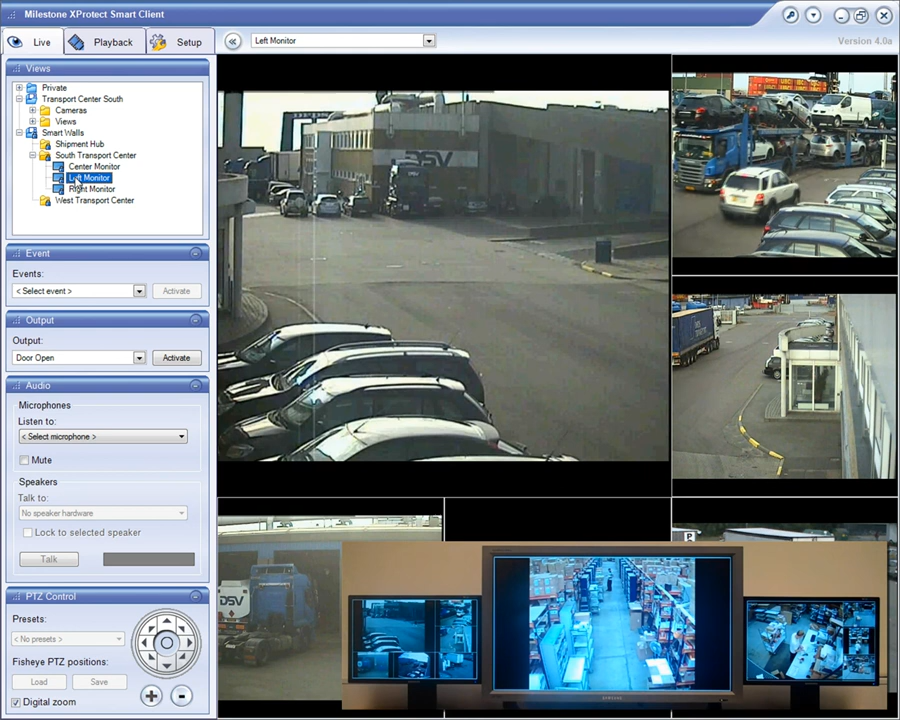 Milestone XProtect Smart Client
Live
Playback
Setup
Left Monitor
Version 4.0a
Views
Private
Transport Center South
Cameras
Views
Smart Walls
Shipment Hub
South Transport Center
Center Monitor
Left Monitor
Right Monitor
West Transport Center
Event
Events:
< Select event >
Activate
Output
Output:
Door Open
Activate
Audio
Microphones
Listen to:
< Select microphone >
Mute
Speakers
Talk to:
No speaker hardware
Lock to selected speaker
Talk
PTZ Control
Presets:
< No presets >
Fisheye PTZ positions:
Load
Save
Digital zoom
DSV
DSV
P